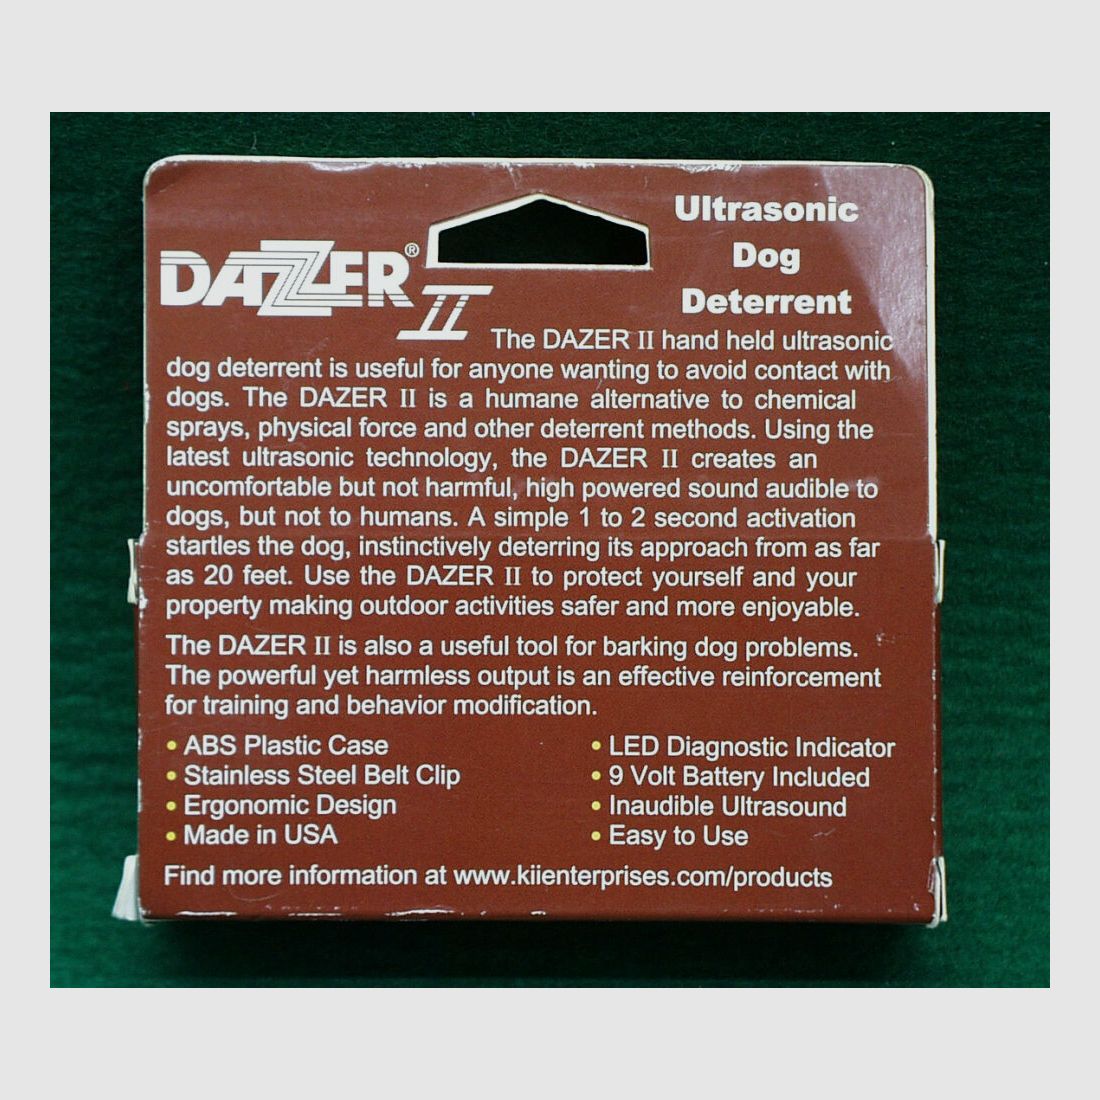 DAZZER® II
Ultrasonic
Dog
Deterrent
The DAZER II hand held ultrasonic
dog deterrent is useful for anyone wanting to avoid contact with
dogs. The DAZER II is a humane alternative to chemical
sprays, physical force and other deterrent methods. Using the
latest ultrasonic technology, the DAZER II creates an
uncomfortable but not harmful, high powered sound audible to
dogs, but not to humans. A simple 1 to 2 second activation
startles the dog, instinctively deterring its approach from as far
as 20 feet. Use the DAZER II to protect yourself and your
property making outdoor activities safer and more enjoyable.
The DAZER II is also a useful tool for barking dog problems.
The powerful yet harmless output is an effective reinforcement
for training and behavior modification.
• ABS Plastic Case
• Stainless Steel Belt Clip
• Ergonomic Design
• Made in USA
• LED Diagnostic Indicator
• 9 Volt Battery Included
• Inaudible Ultrasound
• Easy to Use
Find more information at www.kiienterprises.com/products